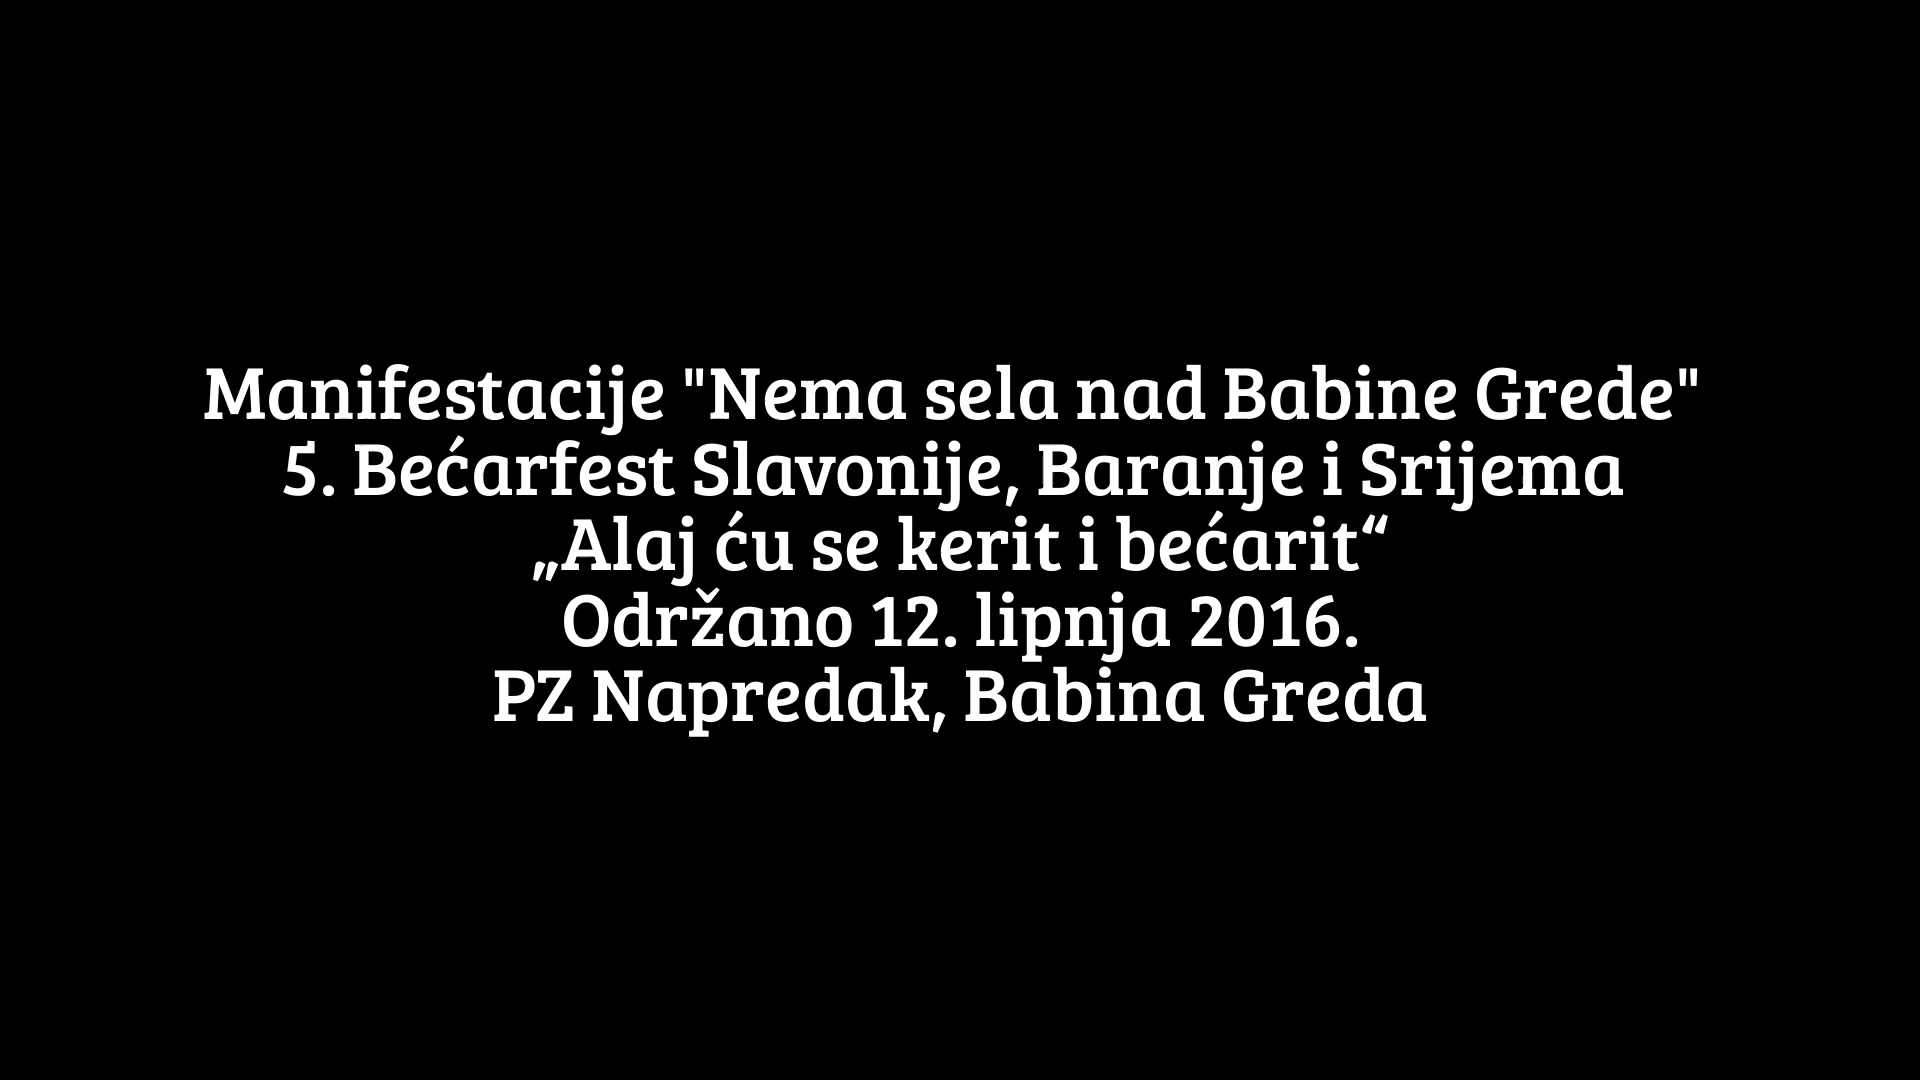 Manifestacije "Nema sela nad Babine Grede"
5. Bećarfest Slavonije, Baranje i Srijema
„Alaj ću se kerit i bećarit“
Održano 12. lipnja 2016.
PZ Napredak, Babina Greda